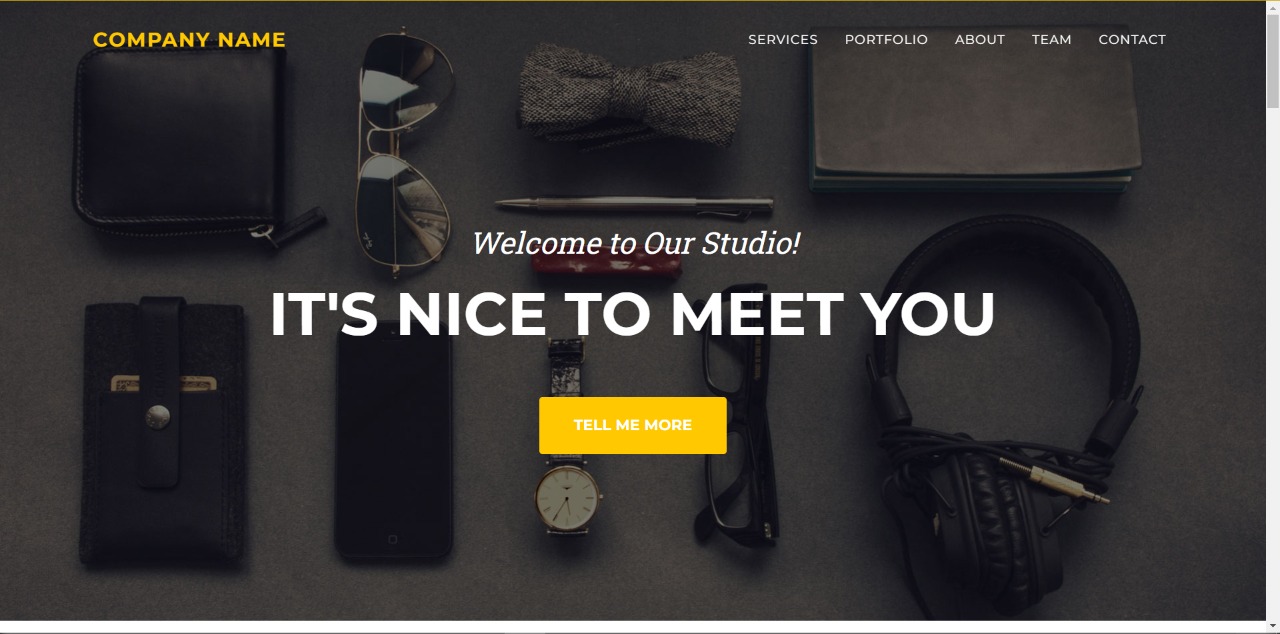 COMPANY NAME
SERVICES PORTFOLIO ABOUT TEAM CONTACT
Welcome to Our Studio!
IT'S NICE TO MEET YOU
TELL ME MORE